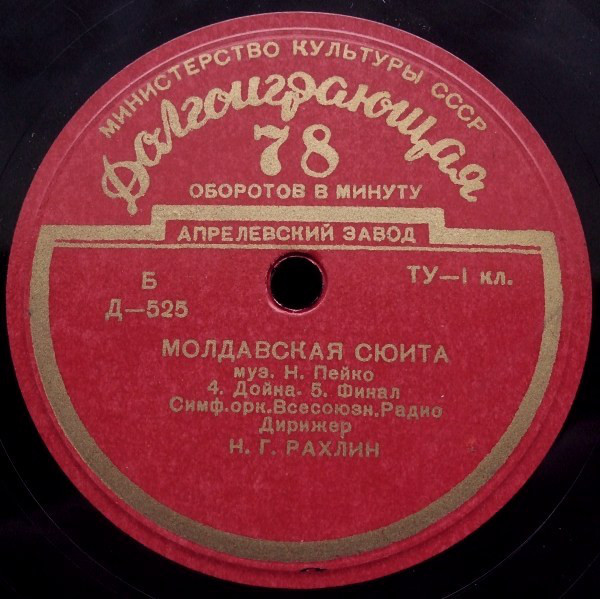 МИНИСТЕРСТВО КУЛЬТУРЫ СССР
Долгоиграющая
78
ОБОРОТОВ В МИНУТУ
АПРЕЛЕВСКИЙ ЗАВОД
Б
Д—525
ТУ—I кл.
МОЛДАВСКАЯ СЮИТА
муз. Н. Пейко
4. Дойна. 5. Финал
Симф.орк.Всесоюзн.Радио
Дирижер
Н. Г. РАХЛИН